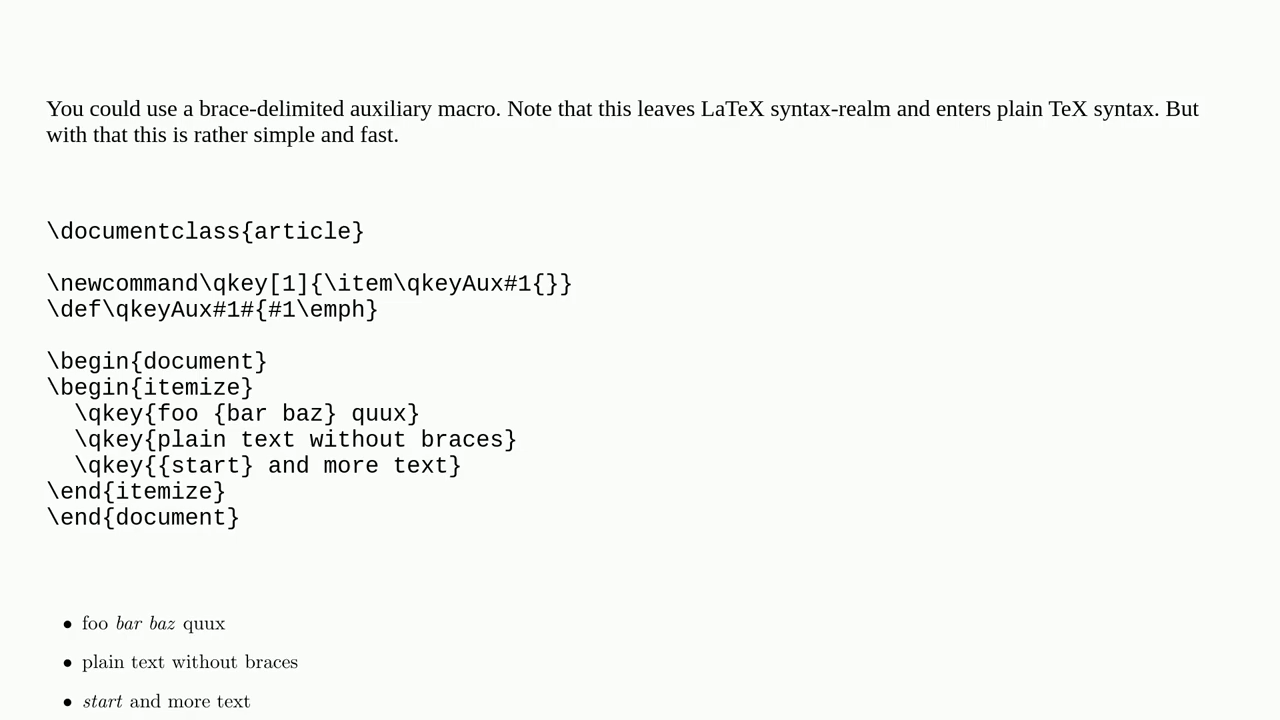 You could use a brace-delimited auxiliary macro. Note that this leaves LaTeX syntax-realm and enters plain TeX syntax. But
with that this is rather simple and fast.
\documentclass{article}
\newcommand\qkey[1]{\item\qkeyAux#1{}}
\def\qkeyAux#1#{#1\emph}
\begin{document}
\begin{itemize}
  \qkey{foo {bar baz} quux}
  \qkey{plain text without braces}
  \qkey{{start} and more text}
\end{itemize}
\end{document}
• foo bar baz quux
• plain text without braces
• start and more text